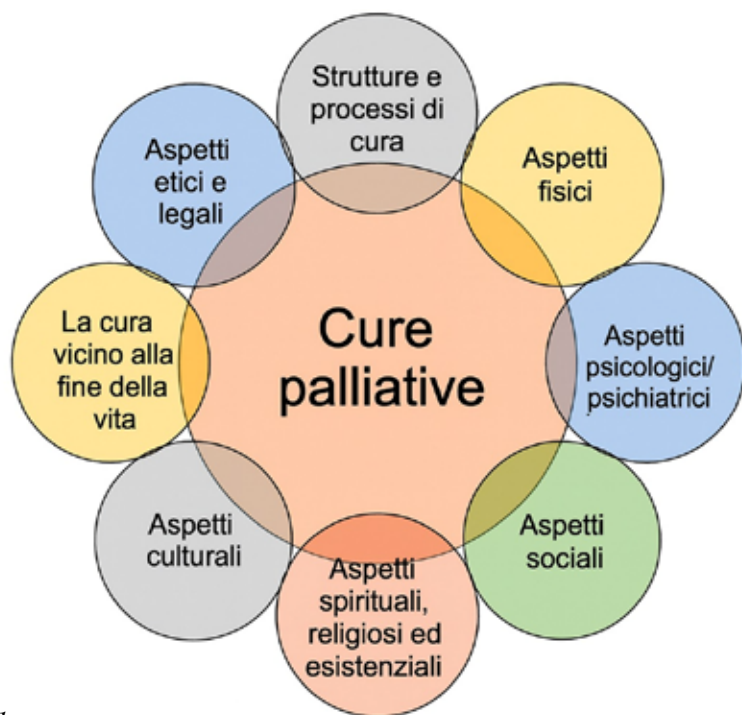 Strutture e
processi di
cura
Aspetti
fisici
Aspetti
psicologici/
psichiatrici
Aspetti
sociali
Aspetti
spirituali,
religiosi ed
esistenziali
Aspetti
culturali
La cura
vicino alla
fine della
vita
Aspetti
etici e
legali
Cure
palliative